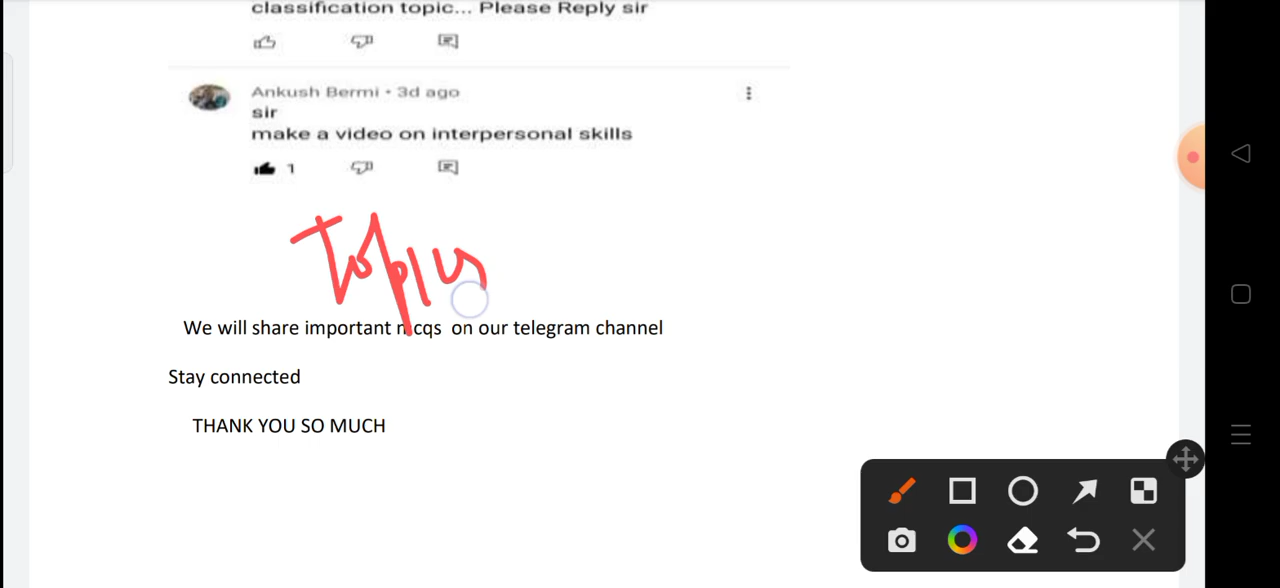 classification topic... Please Reply sir
Ankush Bermi • 3d ago
sir
make a video on interpersonal skills
1
Topics
We will share important mcqs on our telegram channel
Stay connected
THANK YOU SO MUCH